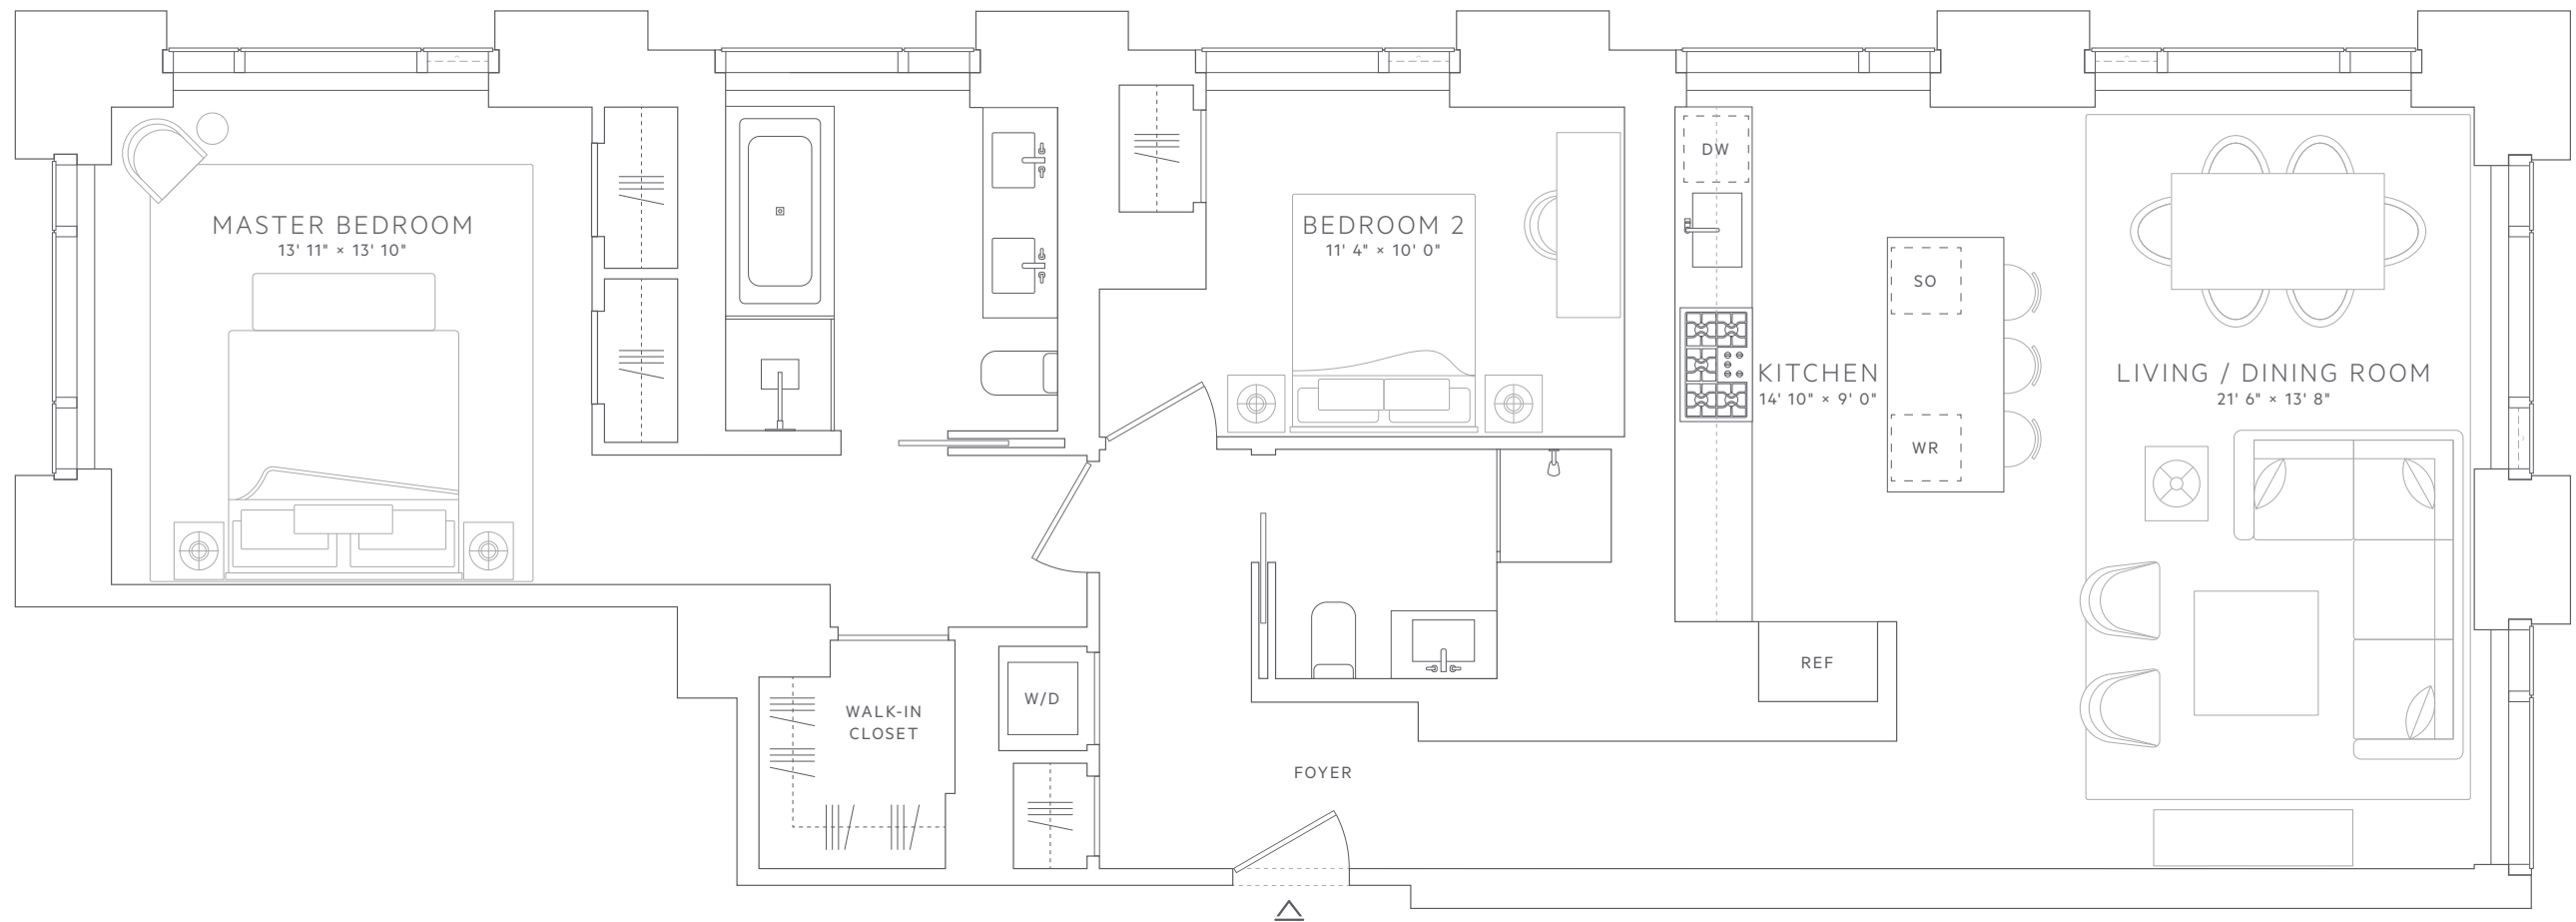 MASTER BEDROOM
13' 11" × 13' 10"
BEDROOM 2
11' 4" × 10' 0"
DW
SO
KITCHEN
14' 10" × 9' 0"
WR
LIVING / DINING ROOM
21' 6" × 13' 8"
REF
W/D
WALK-IN
CLOSET
FOYER